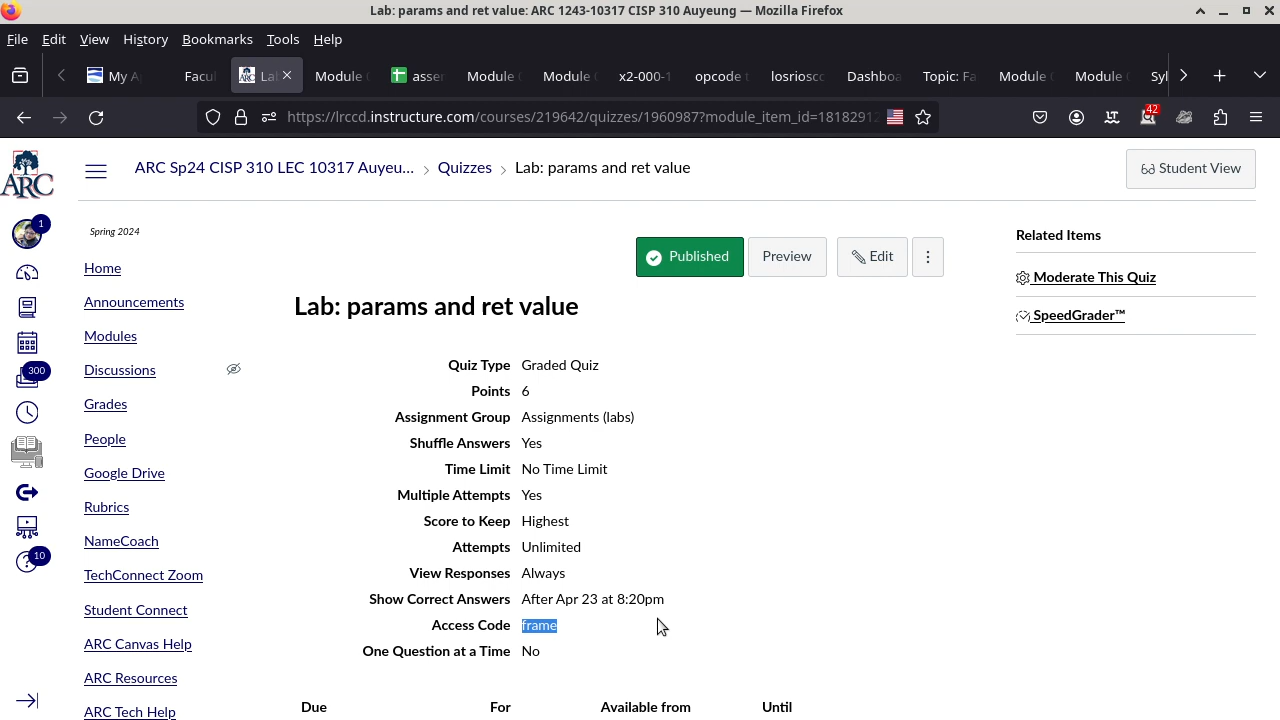 Lab: params and ret value: ARC 1243-10317 CISP 310 Auyeung — Mozilla Firefox
File Edit View History Bookmarks Tools Help
My A Facul La Module asse Module Module x2-000-1 opcode t losriosc Dashboa Topic: Fa Module Module Syl
https://lrccd.instructure.com/courses/219642/quizzes/1960987?module_item_id=18182912
42
ARC
ARC Sp24 CISP 310 LEC 10317 Auyeu... › Quizzes › Lab: params and ret value
Student View
1
300
10
Spring 2024
Home
Announcements
Modules
Discussions
Grades
People
Google Drive
Rubrics
NameCoach
TechConnect Zoom
Student Connect
ARC Canvas Help
ARC Resources
ARC Tech Help
Published Preview Edit
Lab: params and ret value
Quiz Type Graded Quiz
Points 6
Assignment Group Assignments (labs)
Shuffle Answers Yes
Time Limit No Time Limit
Multiple Attempts Yes
Score to Keep Highest
Attempts Unlimited
View Responses Always
Show Correct Answers After Apr 23 at 8:20pm
Access Code frame
One Question at a Time No
Due For Available from Until
Related Items
Moderate This Quiz
SpeedGrader™